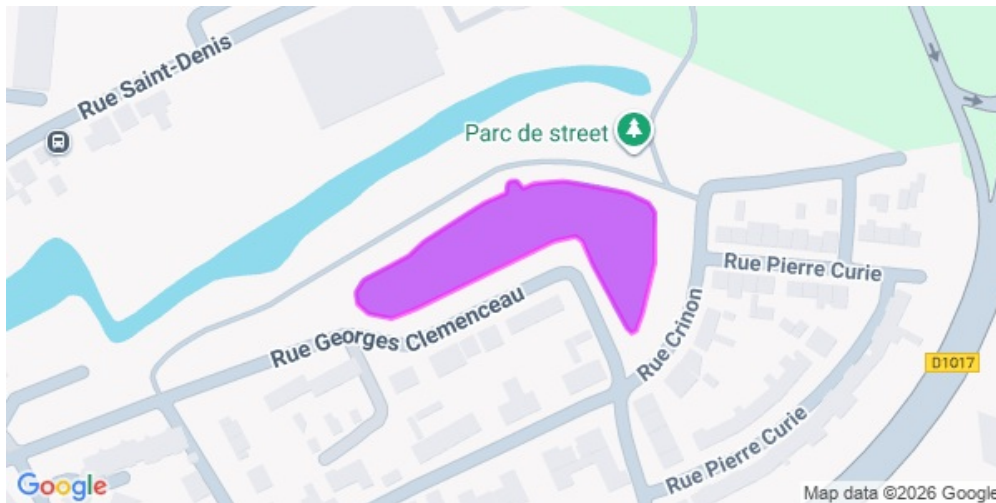 Rue Saint-Denis
Parc de street
Rue Pierre Curie
Rue Georges Clemenceau
Rue Crinon
D1017
Rue Pierre Curie
Google
Map data ©2026 Google